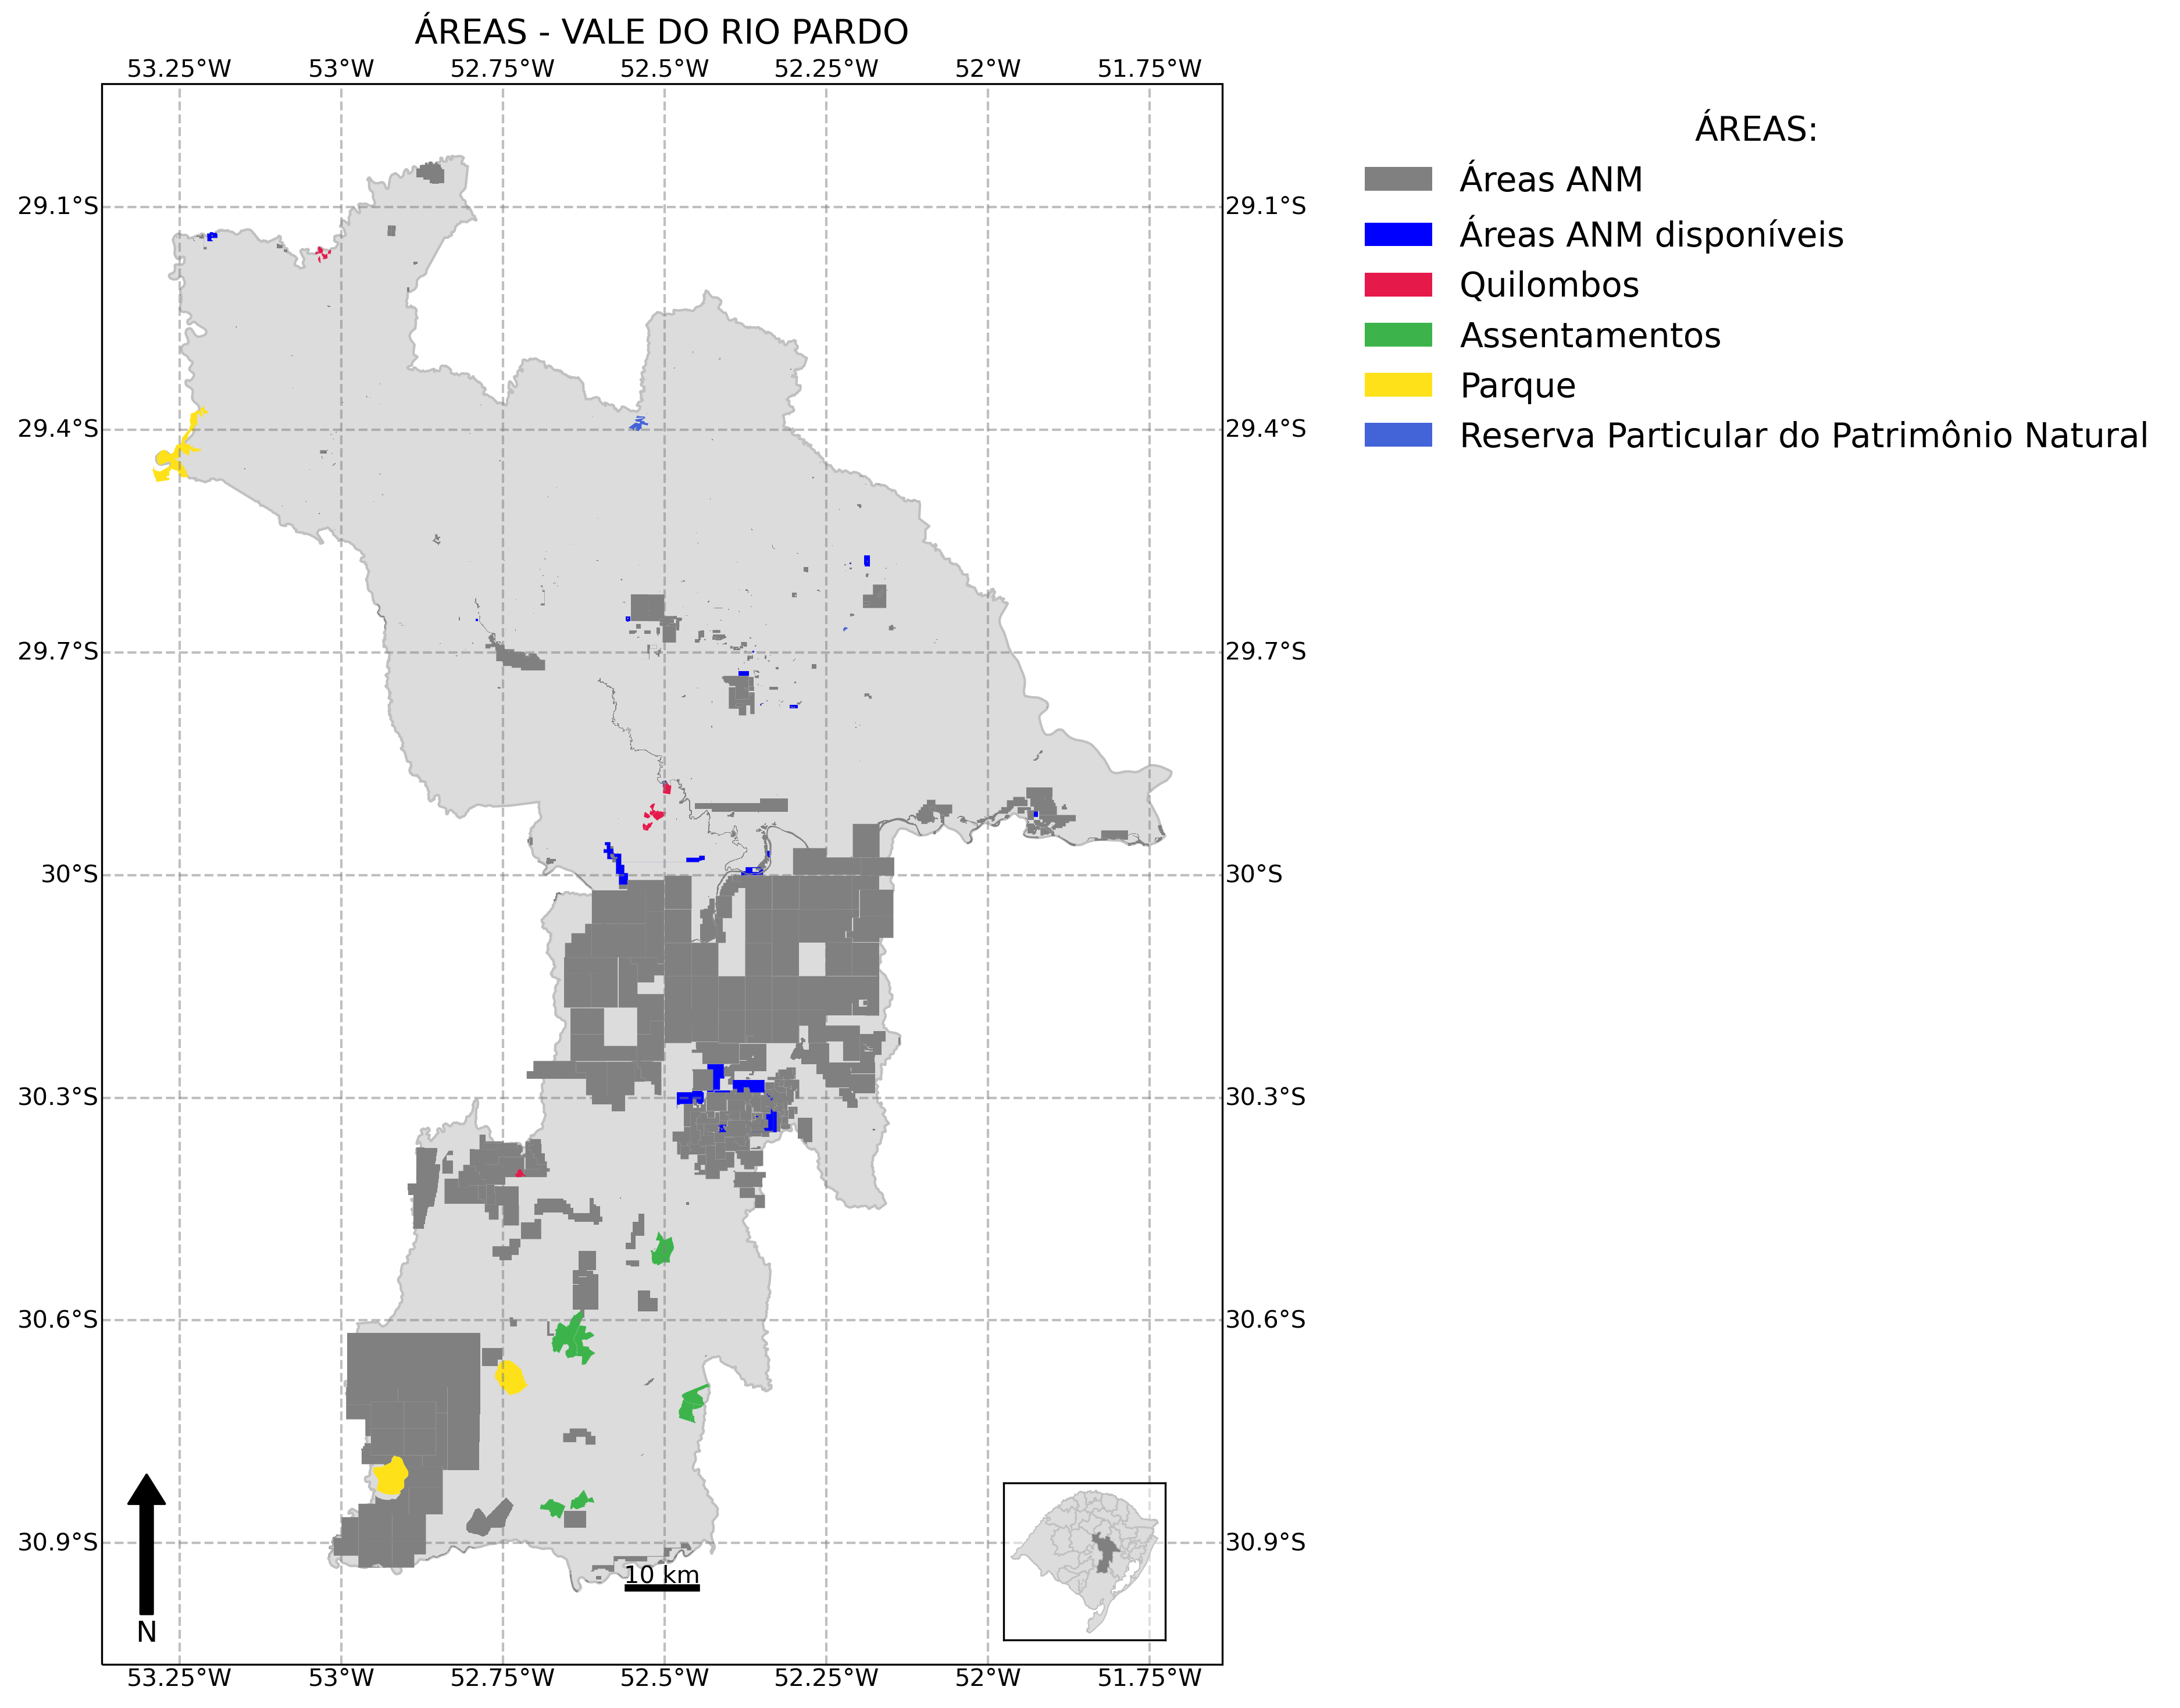 ÁREAS - VALE DO RIO PARDO
53.25°W 53°W 52.75°W 52.5°W 52.25°W 52°W 51.75°W
ÁREAS:
Áreas ANM
Áreas ANM disponíveis
Quilombos
Assentamentos
Parque
Reserva Particular do Patrimônio Natural
29.1°S 29.1°S
29.4°S 29.4°S
29.7°S 29.7°S
30°S 30°S
30.3°S 30.3°S
30.6°S 30.6°S
30.9°S 30.9°S
10 km
N
53.25°W 53°W 52.75°W 52.5°W 52.25°W 52°W 51.75°W